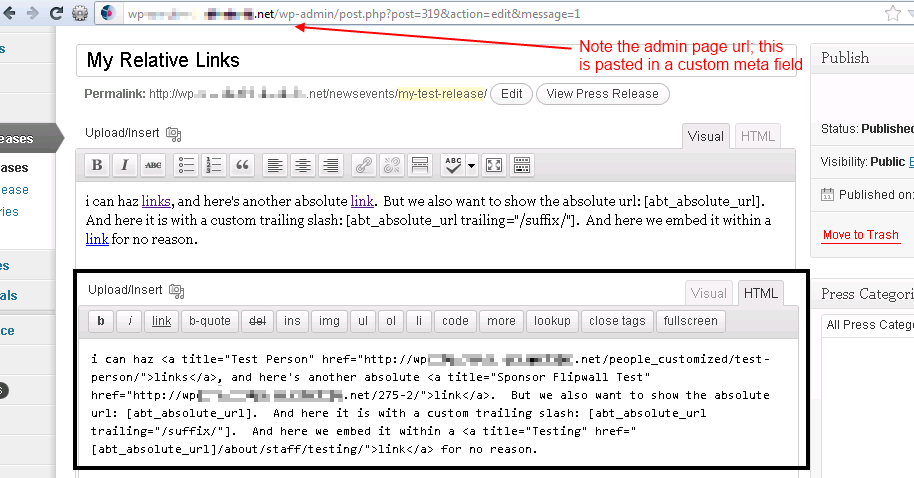 wp .net/wp-admin/post.php?post=319&action=edit&message=1
Note the admin page url; this
is pasted in a custom meta field
My Relative Links
Permalink: http://wp .net/newsevents/my-test-release/ Edit View Press Release
Upload/Insert Visual HTML
B I ABC ABC
i can haz links, and here's another absolute link. But we also want to show the absolute url: [abt_absolute_url].
And here it is with a custom trailing slash: [abt_absolute_url trailing="/suffix/"]. And here we embed it within a
link for no reason.
Upload/Insert Visual HTML
b i link b-quote del ins img ul ol li code more lookup close tags fullscreen
i can haz <a title="Test Person" href="http://wp .net/people_customized/test-
person/">links</a>, and here's another absolute <a title="Sponsor Flipwall Test"
href="http://wp .net/275-2/">link</a>. But we also want to show the absolute
url: [abt_absolute_url]. And here it is with a custom trailing slash: [abt_absolute_url
trailing="/suffix/"]. And here we embed it within a <a title="Testing" href="
[abt_absolute_url]/about/staff/testing/">link</a> for no reason.
Publish
Status: Published
Visibility: Public
Published on:
Move to Trash
Press Categori
All Press Catego
eases
ases
ease
ries
es
als
ce
s